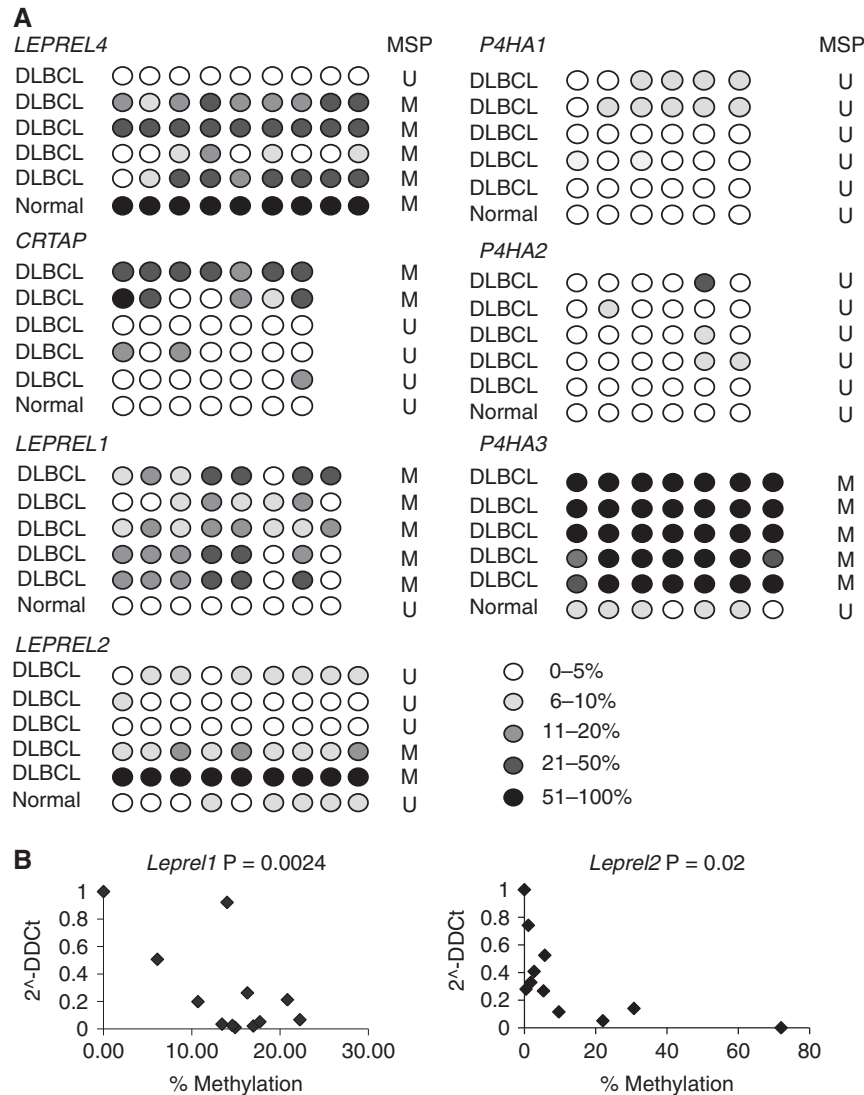 A
LEPREL4 MSP
DLBCL U
DLBCL M
DLBCL M
DLBCL M
DLBCL M
Normal M
CRTAP
DLBCL M
DLBCL M
DLBCL U
DLBCL U
DLBCL U
Normal U
LEPREL1
DLBCL M
DLBCL M
DLBCL M
DLBCL M
DLBCL M
Normal U
LEPREL2
DLBCL U
DLBCL U
DLBCL U
DLBCL M
DLBCL M
Normal U
P4HA1 MSP
DLBCL U
DLBCL U
DLBCL U
DLBCL U
DLBCL U
Normal U
P4HA2
DLBCL U
DLBCL U
DLBCL U
DLBCL U
DLBCL U
Normal U
P4HA3
DLBCL M
DLBCL M
DLBCL M
DLBCL M
DLBCL M
Normal U
0–5%
6–10%
11–20%
21–50%
51–100%
B
Leprel1 P = 0.0024
2^-DDCt
1
0.8
0.6
0.4
0.2
0
0.00 10.00 20.00 30.00
% Methylation
Leprel2 P = 0.02
2^-DDCt
1
0.8
0.6
0.4
0.2
0
0 20 40 60 80
% Methylation